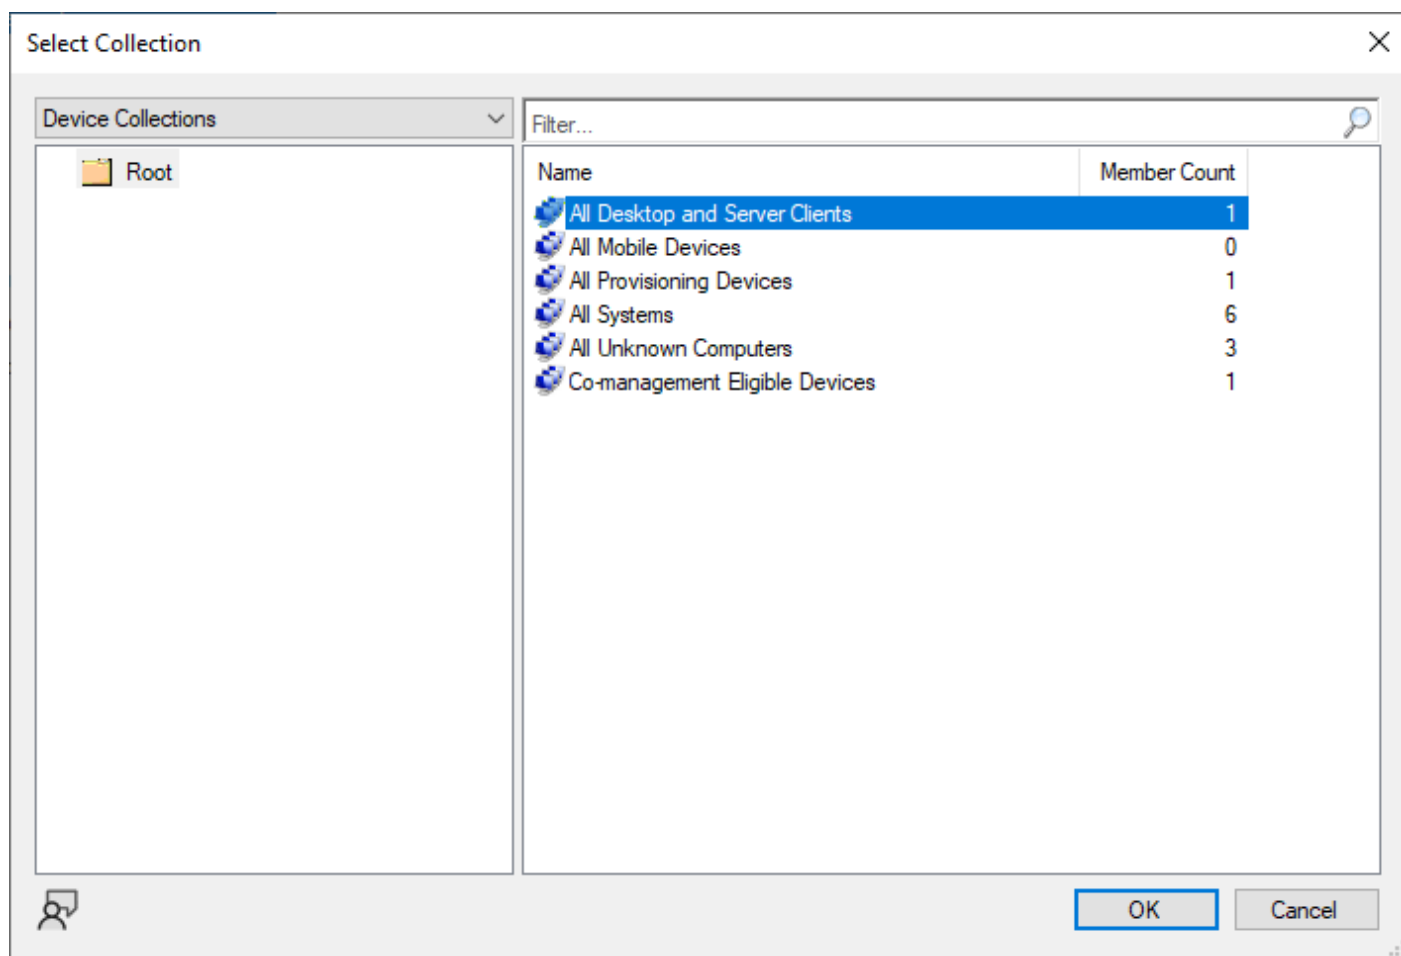 Select Collection
Device Collections
Filter...
Root
Name Member Count
All Desktop and Server Clients 1
All Mobile Devices 0
All Provisioning Devices 1
All Systems 6
All Unknown Computers 3
Co-management Eligible Devices 1
OK Cancel